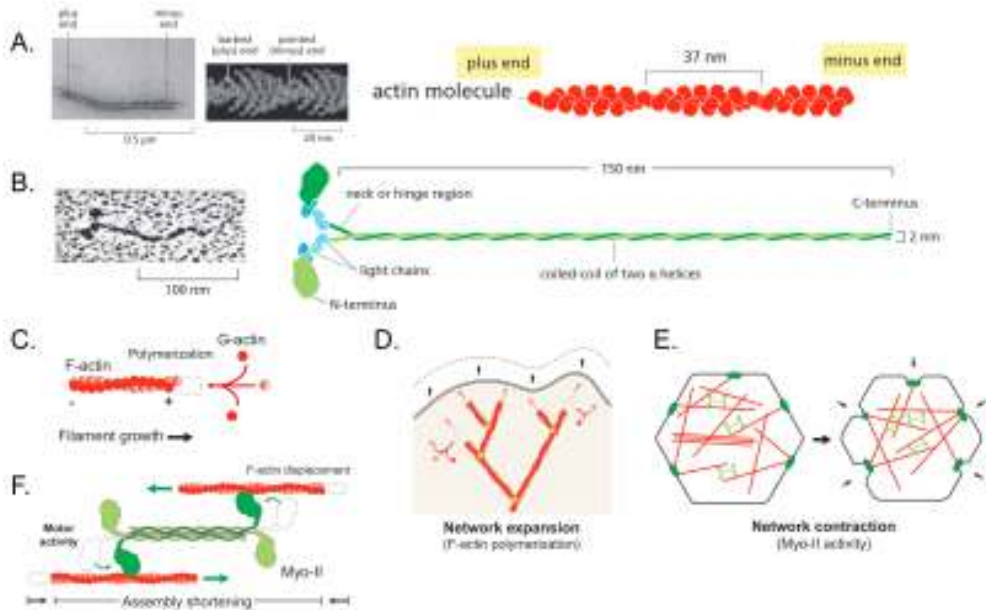 A.
plus
end
minus
end
barbed
(plus) end
pointed
(minus) end
0.5 µm
plus end
37 nm
minus end
actin molecule
B.
100 nm
150 nm
neck or hinge region
C-terminus
2 nm
light chains
coiled-coil of two α helices
N-terminus
C.
G-actin
Polymerization
F-actin
-
+
Filament growth
D.
Network expansion
(F-actin polymerisation)
E.
Network contraction
(Myo-II activity)
F.
F-actin displacement
Motor
activity
Myo-II
Assembly shortening